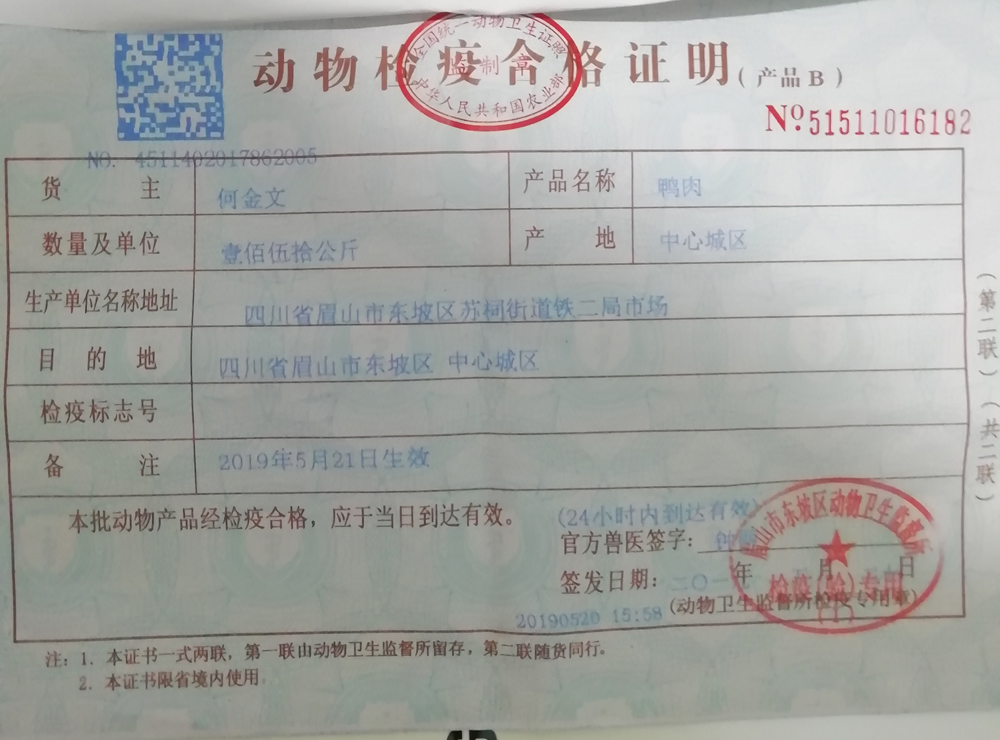 全国统一动物卫生证照
监制章
中华人民共和国农业部
动物检疫合格证明(产品B)
№51511016182
NO. 4511402017862005
货主 何金文 产品名称 鸭肉
数量及单位 壹佰伍拾公斤 产地 中心城区
生产单位名称地址 四川省眉山市东坡区苏祠街道铁二局市场
目的地 四川省眉山市东坡区 中心城区
检疫标志号
备注 2019年5月21日生效
本批动物产品经检疫合格，应于当日到达有效。
(24小时内到达有效)
官方兽医签字：钟
签发日期：二〇一 年 月 日
20190520 15:58 (动物卫生监督所检疫专用章)
眉山市东坡区动物卫生监督所
检疫(验)专用
(1)
注：1. 本证书一式两联，第一联由动物卫生监督所留存，第二联随货同行。
2. 本证书限省境内使用。
(第二联)(共二联)